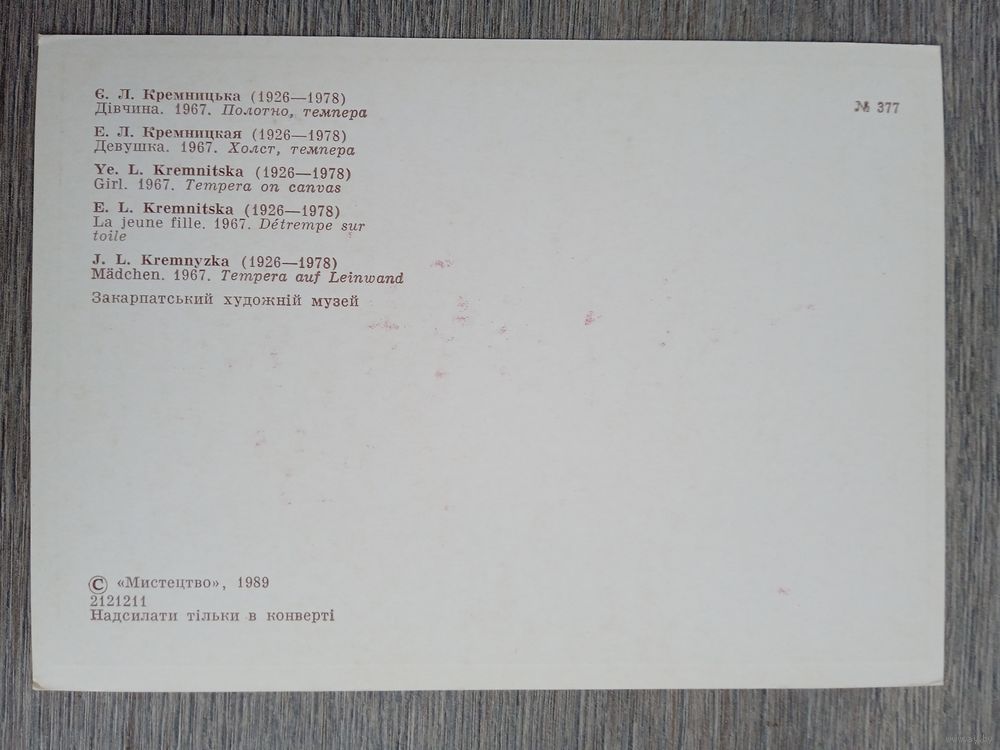 Є. Л. Кремницька (1926—1978)
Дівчина. 1967. Полотно, темпера
№ 377
Е. Л. Кремницкая (1926—1978)
Девушка. 1967. Холст, темпера
Ye. L. Kremnitska (1926—1978)
Girl. 1967. Tempera on canvas
E. L. Kremnitska (1926—1978)
La jeune fille. 1967. Détrempe sur
toile
J. L. Kremnyzka (1926—1978)
Mädchen. 1967. Tempera auf Leinwand
Закарпатський художній музей
© «Мистецтво», 1989
2121211
Надсилати тільки в конверті